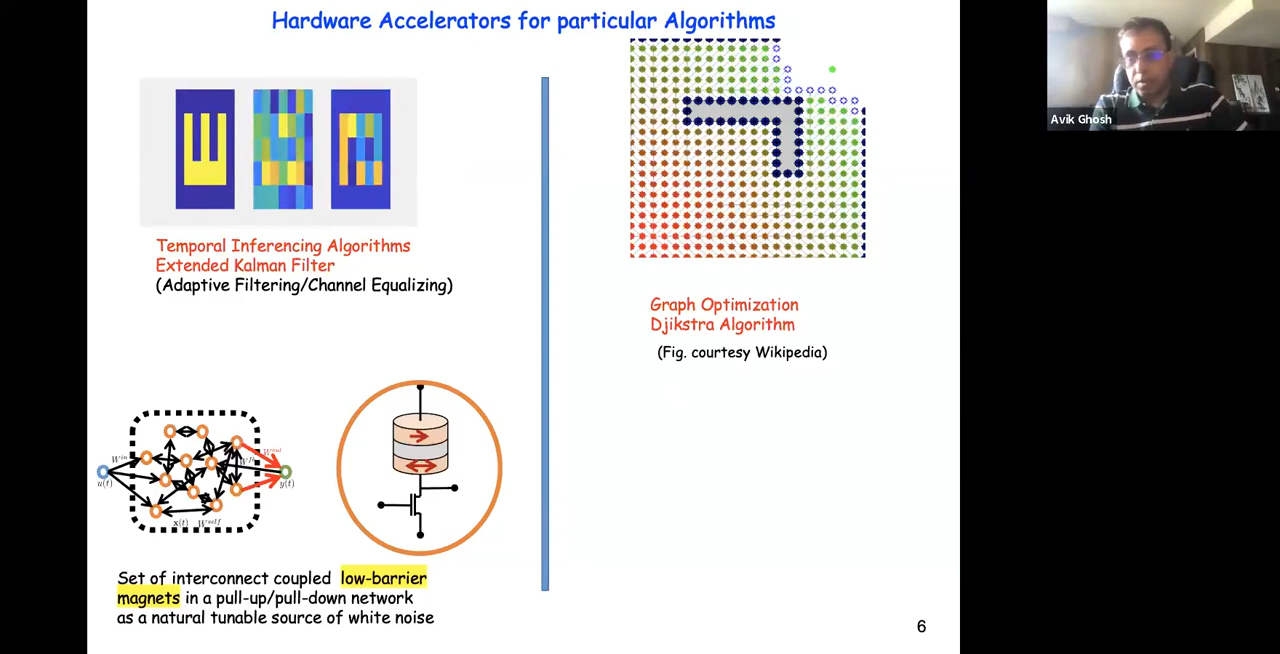 Hardware Accelerators for particular Algorithms
Avik Ghosh
Temporal Inferencing Algorithms
Extended Kalman Filter
(Adaptive Filtering/Channel Equalizing)
Graph Optimization
Djikstra Algorithm
(Fig. courtesy Wikipedia)
W^in
u(t)
x(t) W^self
y(t)
Set of interconnect coupled low-barrier
magnets in a pull-up/pull-down network
as a natural tunable source of white noise
6